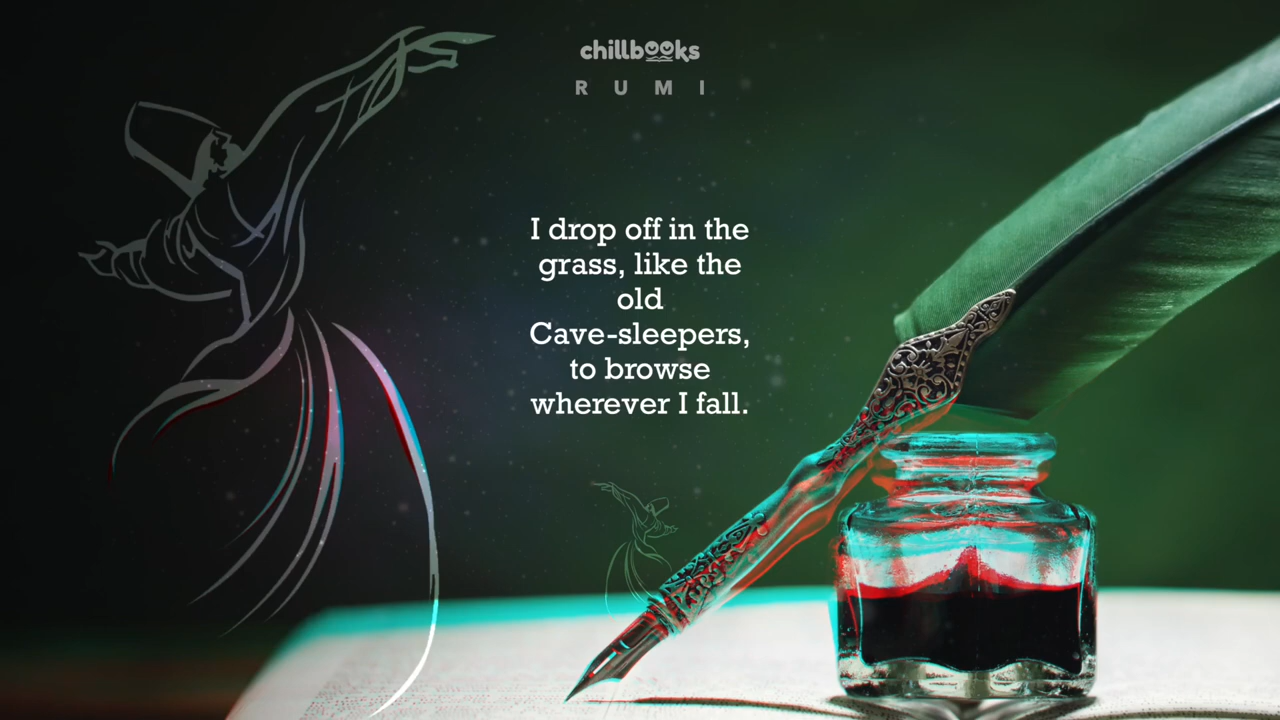 chillbooks
RUMI
I drop off in the
grass, like the
old
Cave-sleepers,
to browse
wherever I fall.